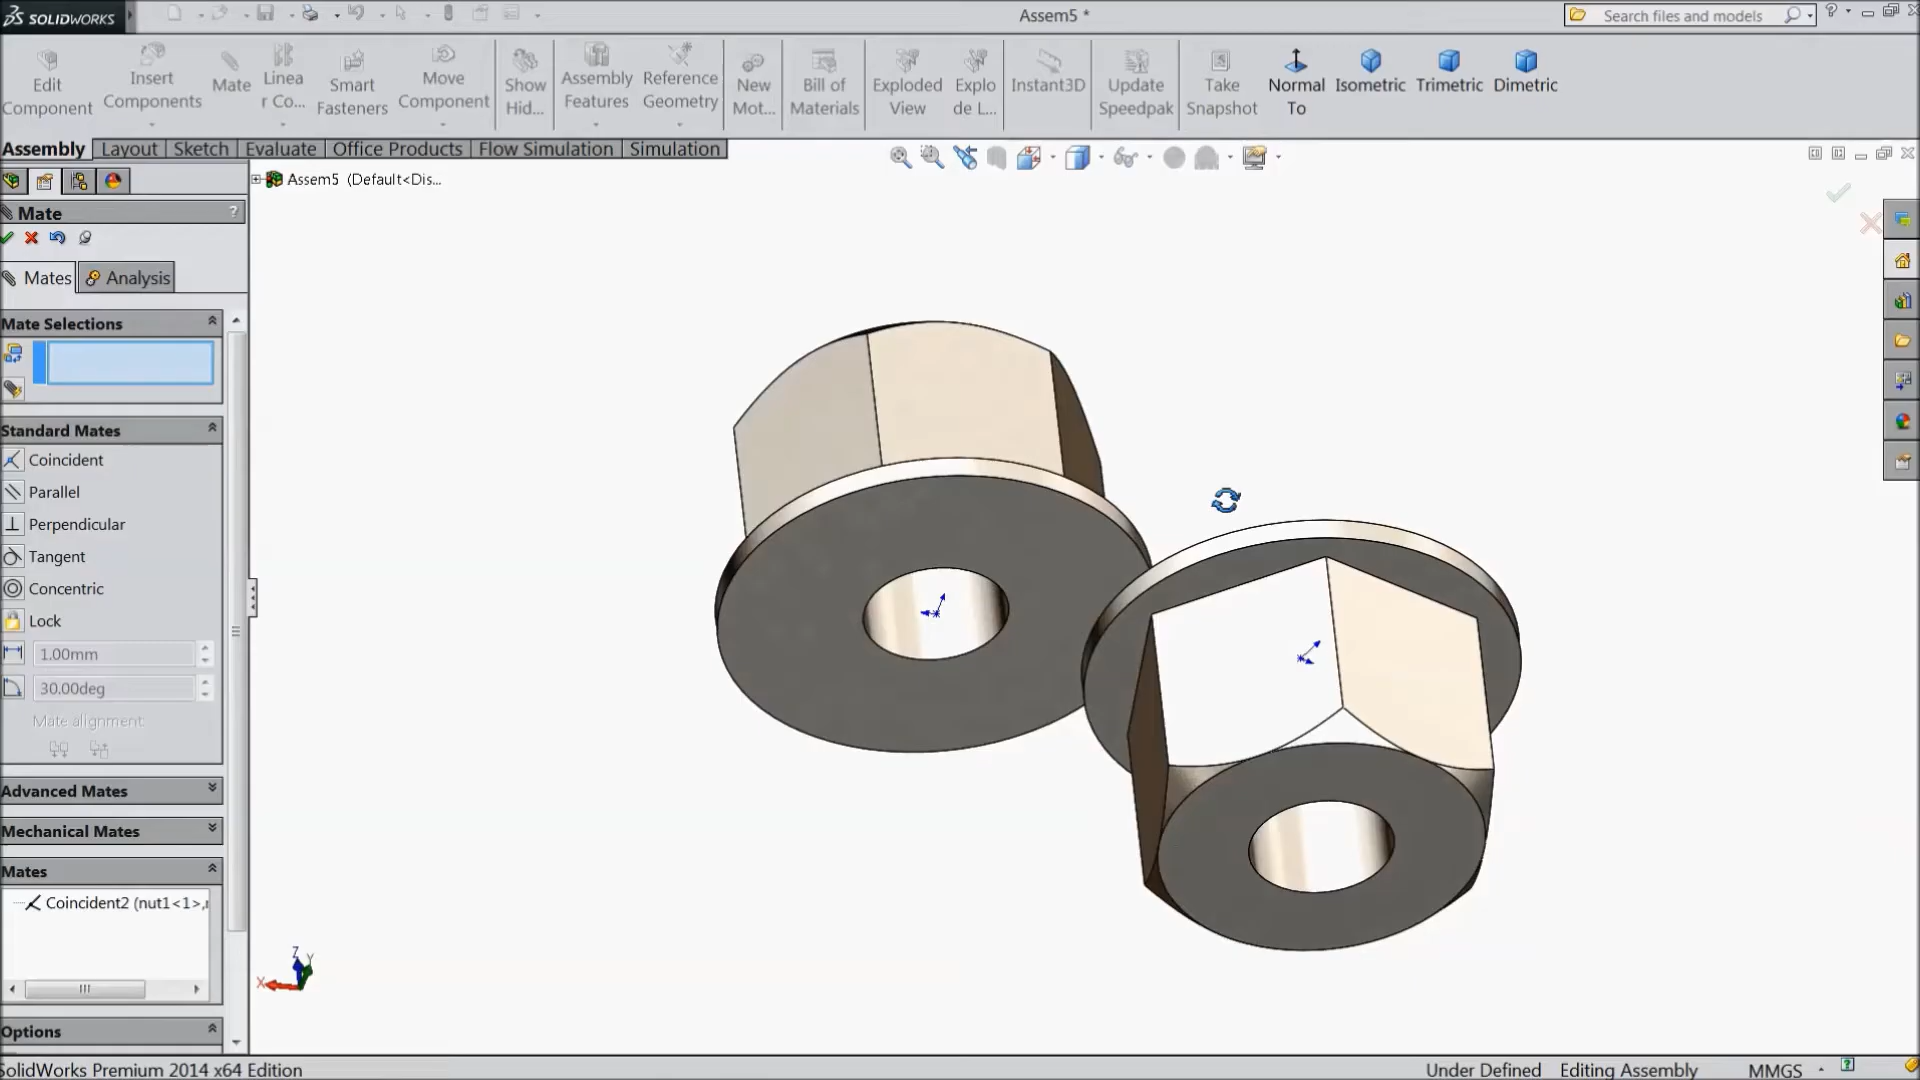 SOLIDWORKS
Assem5 *
Search files and models
?
Edit Component
Insert Components
Mate
Linea r Co...
Smart Fasteners
Move Component
Show Hid...
Assembly Features
Reference Geometry
New Mot...
Bill of Materials
Exploded View
Explo de L...
Instant3D
Update Speedpak
Take Snapshot
Normal To
Isometric
Trimetric
Dimetric
Assembly
Layout
Sketch
Evaluate
Office Products
Flow Simulation
Simulation
Assem5 (Default<Dis...
Mate
?
Mates
Analysis
Mate Selections
Standard Mates
Coincident
Parallel
Perpendicular
Tangent
Concentric
Lock
1.00mm
30.00deg
Mate alignment:
Advanced Mates
Mechanical Mates
Mates
Coincident2 (nut1<1>,
Options
Z
Y
X
SolidWorks Premium 2014 x64 Edition
Under Defined
Editing Assembly
MMGS
?